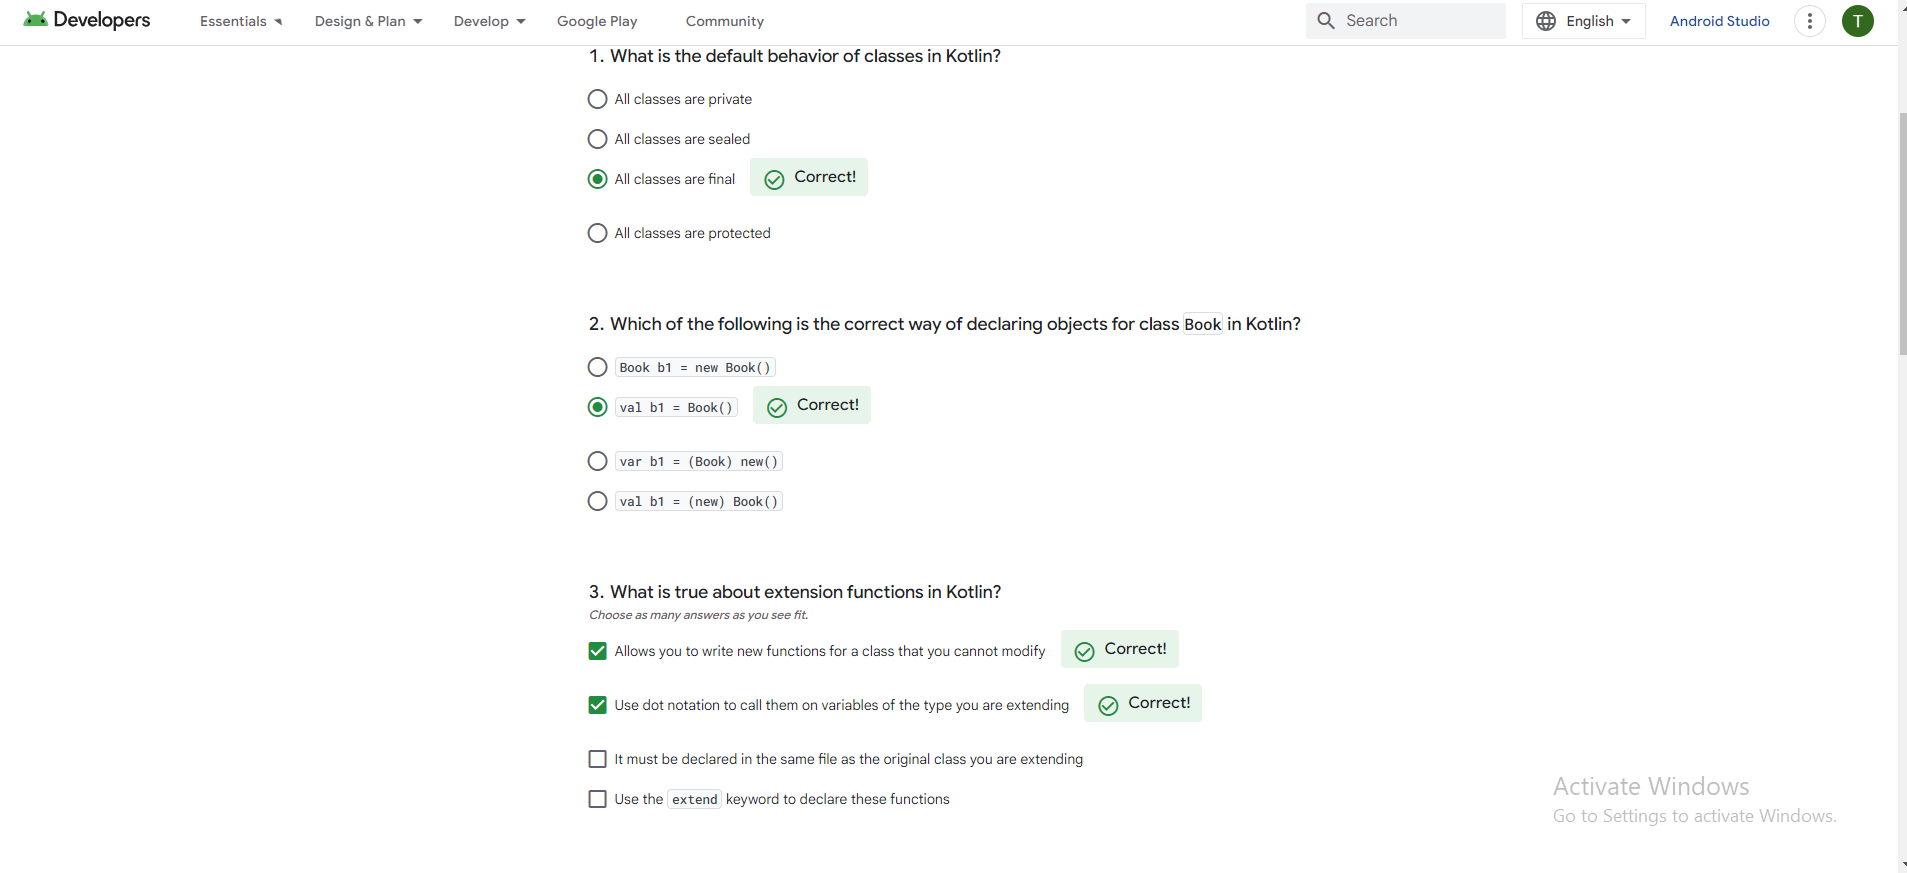 Developers Essentials Design & Plan Develop Google Play Community Search English Android Studio T
1. What is the default behavior of classes in Kotlin?
All classes are private
All classes are sealed
All classes are final Correct!
All classes are protected
2. Which of the following is the correct way of declaring objects for class Book in Kotlin?
Book b1 = new Book()
val b1 = Book() Correct!
var b1 = (Book) new()
val b1 = (new) Book()
3. What is true about extension functions in Kotlin?
Choose as many answers as you see fit.
Allows you to write new functions for a class that you cannot modify Correct!
Use dot notation to call them on variables of the type you are extending Correct!
It must be declared in the same file as the original class you are extending
Use the extend keyword to declare these functions
Activate Windows
Go to Settings to activate Windows.